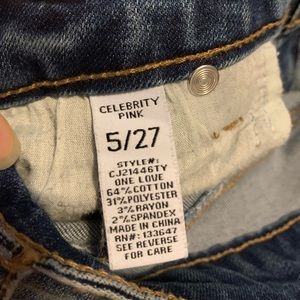 CELEBRITY
PINK
5/27
STYLE#:
CJ21446TY
ONE LOVE
64% COTTON
31% POLYESTER
3% RAYON
2% SPANDEX
MADE IN CHINA
RN#: 133647
SEE REVERSE
FOR CARE